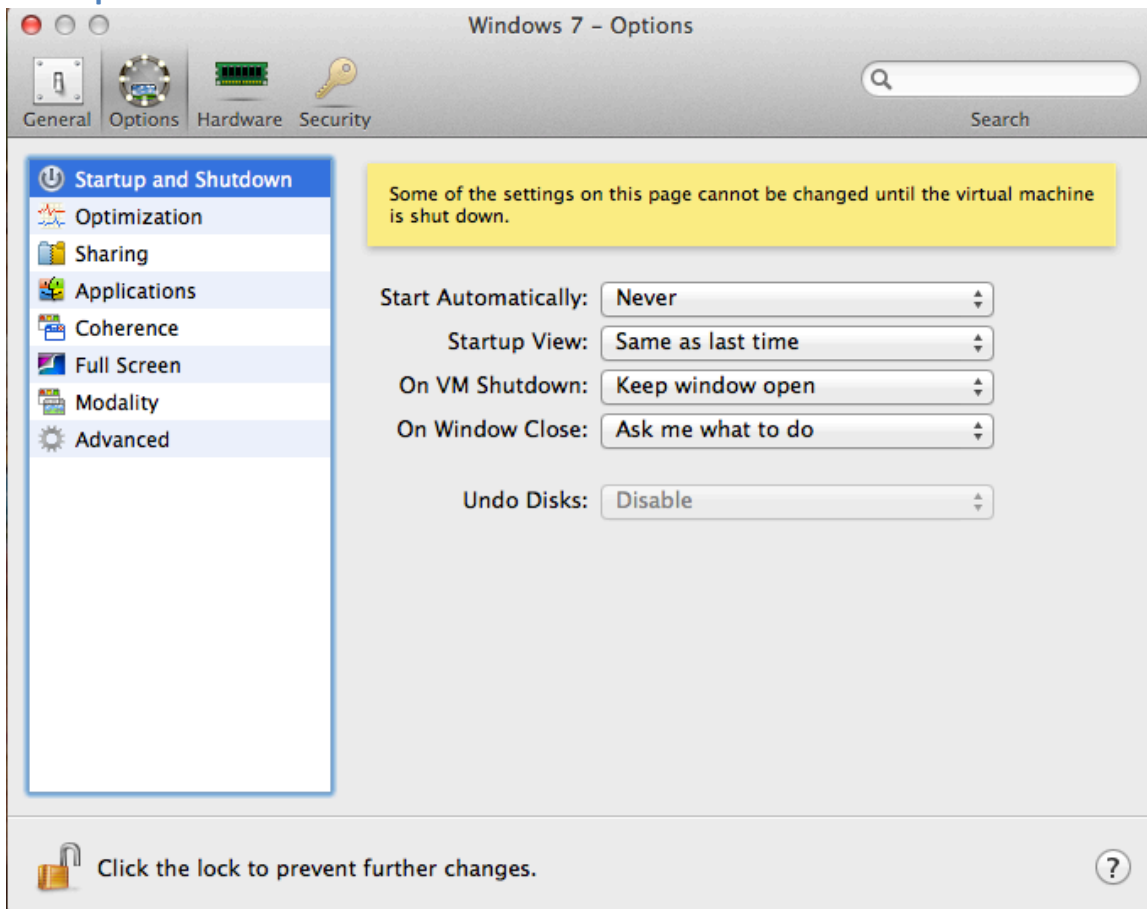 Windows 7 – Options
General Options Hardware Security
Search
Startup and Shutdown
Optimization
Sharing
Applications
Coherence
Full Screen
Modality
Advanced
Some of the settings on this page cannot be changed until the virtual machine
is shut down.
Start Automatically: Never
Startup View: Same as last time
On VM Shutdown: Keep window open
On Window Close: Ask me what to do
Undo Disks: Disable
Click the lock to prevent further changes.
?